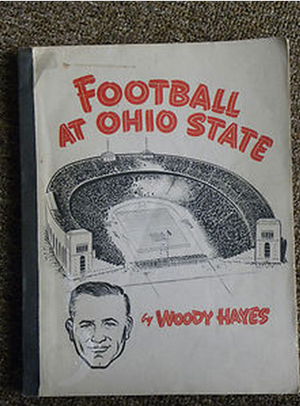 FOOTBALL
AT OHIO STATE
by WOODY HAYES